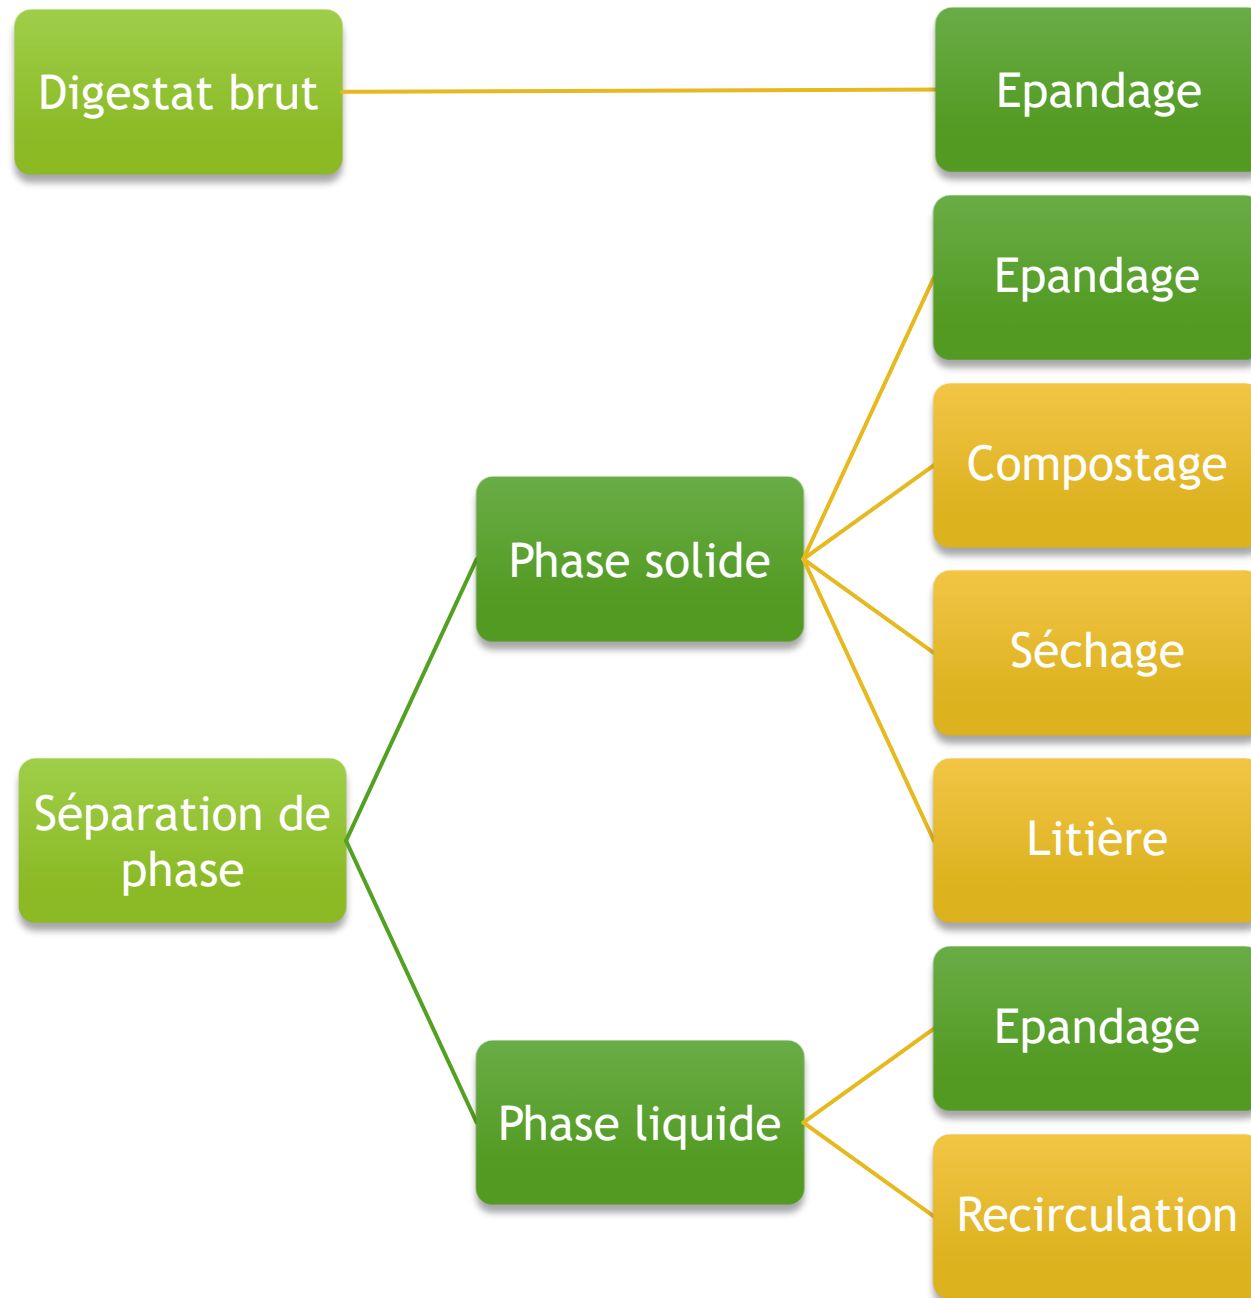 Digestat brut
Epandage
Epandage
Compostage
Phase solide
Séchage
Séparation de
phase
Litière
Epandage
Phase liquide
Recirculation